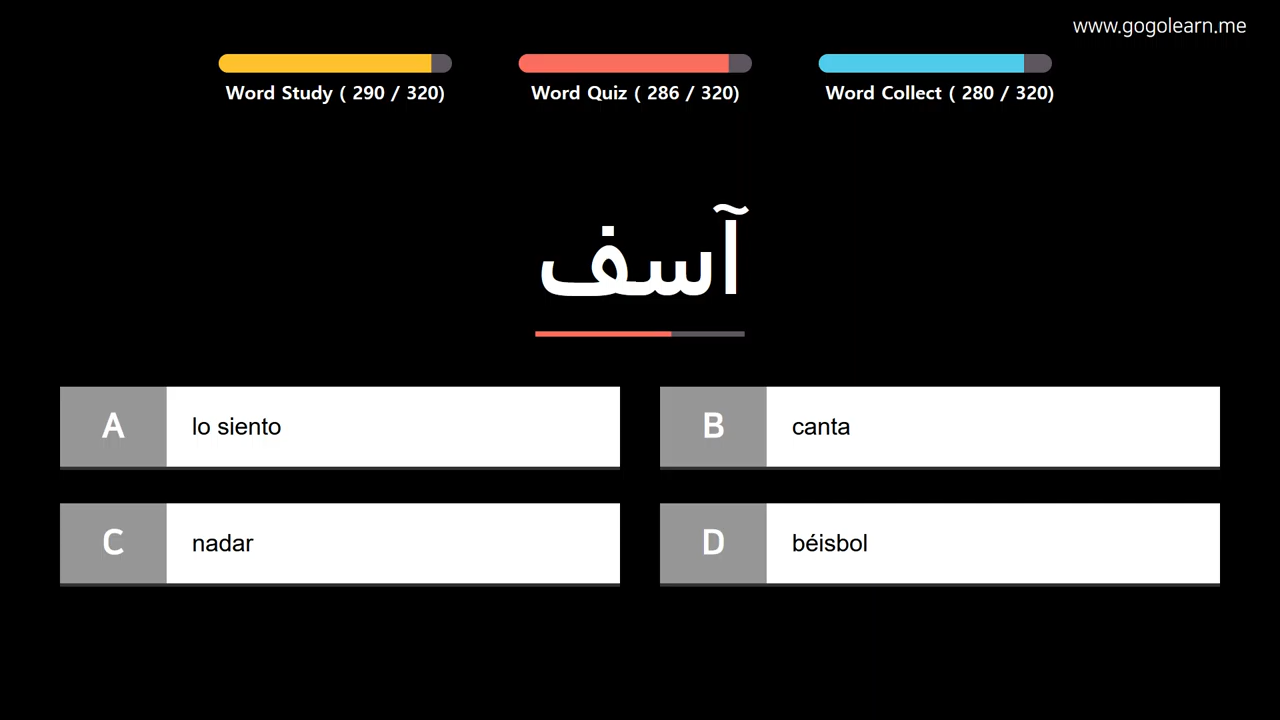 www.gogolearn.me
Word Study ( 290 / 320)
Word Quiz ( 286 / 320)
Word Collect ( 280 / 320)
آسف
A lo siento
B canta
C nadar
D béisbol